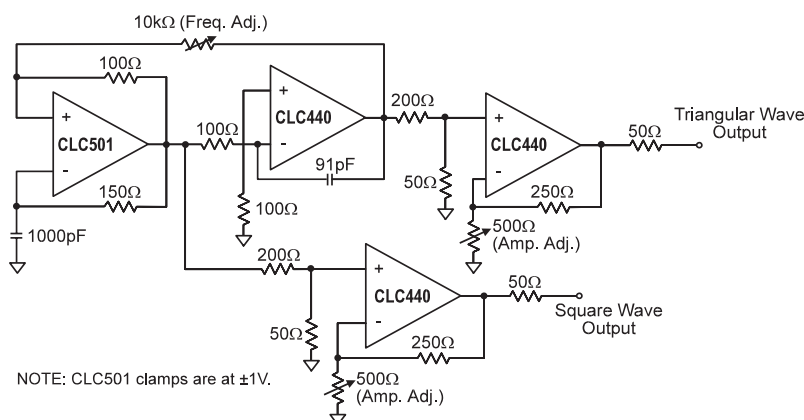 10kΩ (Freq. Adj.)
100Ω
+
CLC501
-
150Ω
1000pF
100Ω
+
CLC440
-
91pF
100Ω
200Ω
50Ω
+
CLC440
-
250Ω
500Ω
(Amp. Adj.)
50Ω
Triangular Wave
Output
200Ω
50Ω
+
CLC440
-
250Ω
500Ω
(Amp. Adj.)
50Ω
Square Wave
Output
NOTE: CLC501 clamps are at ±1V.